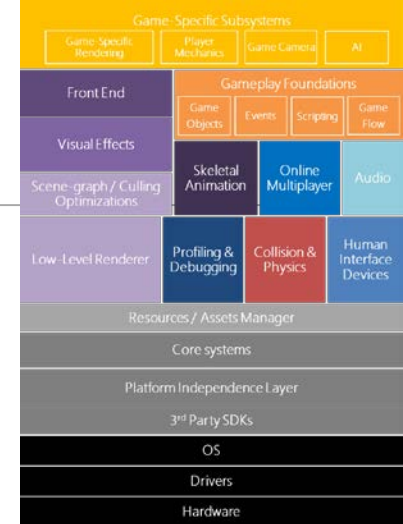 Game-Specific Subsystems
Game-Specific
Rendering
Player
Mechanics
Game Camera
AI
Front End
Gameplay Foundations
Game
Objects
Events
Scripting
Game
Flow
Visual Effects
Skeletal
Animation
Online
Multiplayer
Audio
Scene-graph / Culling
Optimizations
Low-Level Renderer
Profiling &
Debugging
Collision &
Physics
Human
Interface
Devices
Resources / Assets Manager
Core systems
Platform Independence Layer
3rd Party SDKs
OS
Drivers
Hardware